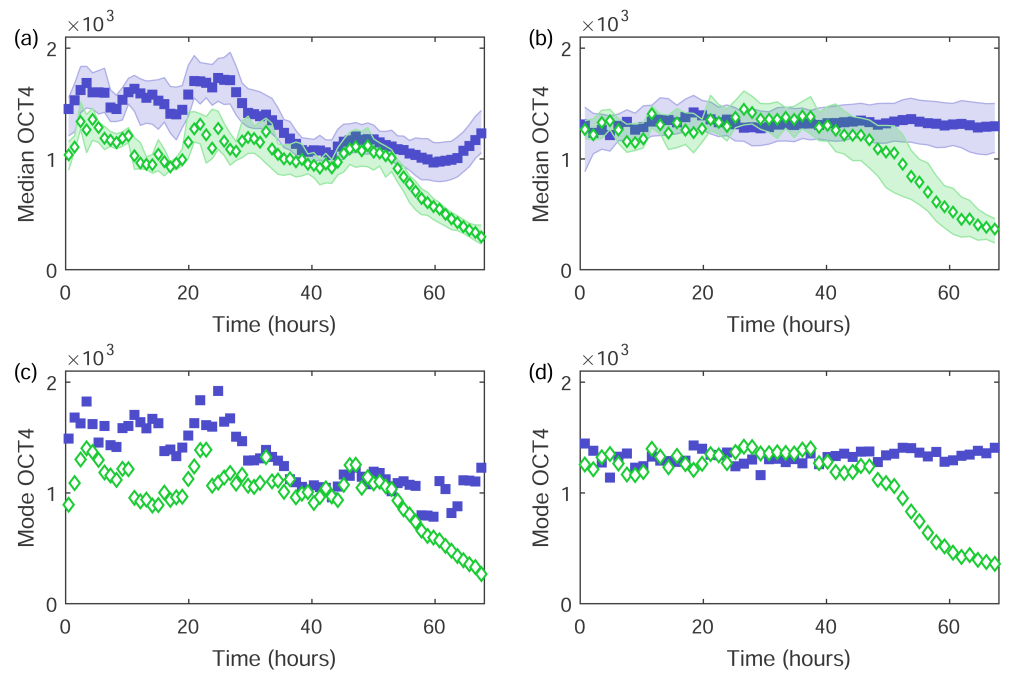 (a)
×10³
2
1
0
Median OCT4
0 20 40 60
Time (hours)
(b)
×10³
2
1
0
Median OCT4
0 20 40 60
Time (hours)
(c)
×10³
2
1
0
Mode OCT4
0 20 40 60
Time (hours)
(d)
×10³
2
1
0
Mode OCT4
0 20 40 60
Time (hours)